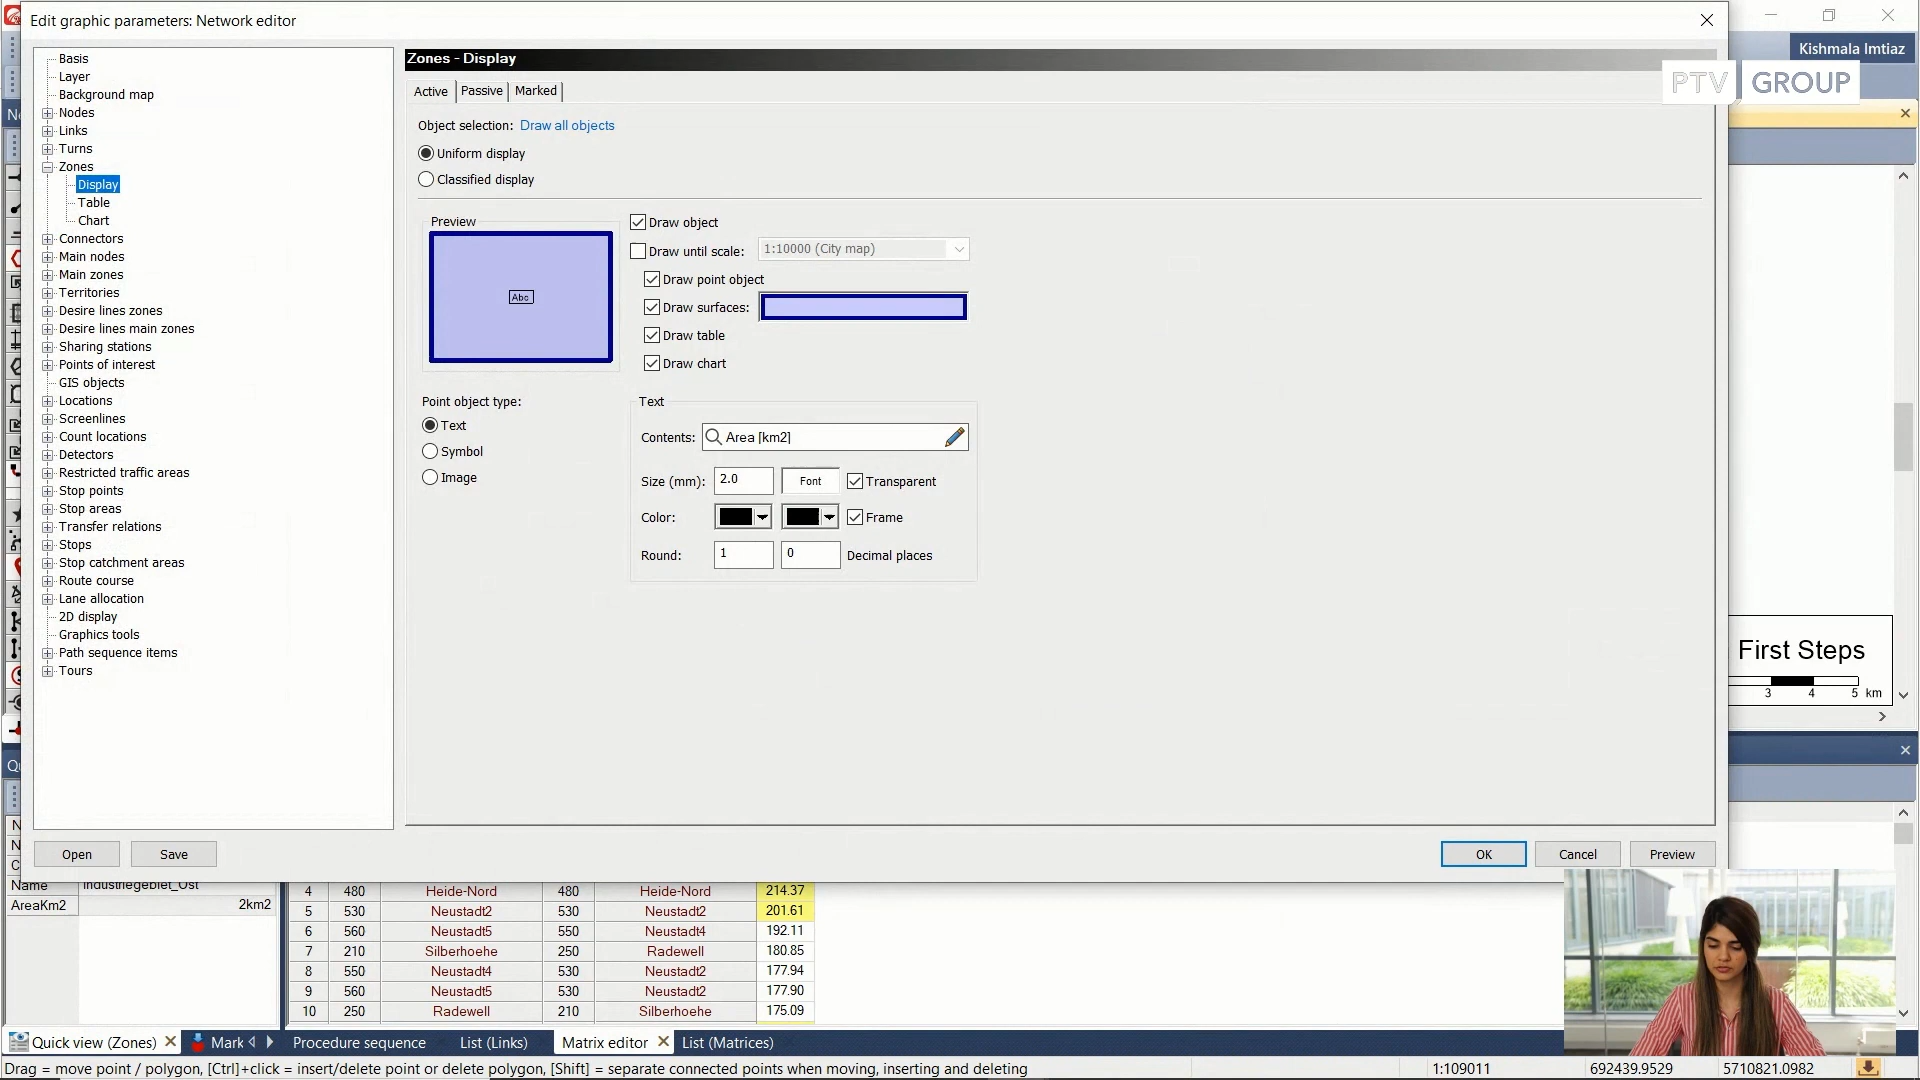 Edit graphic parameters: Network editor
Kishmala Imtiaz
PTV GROUP
Basis
Layer
Background map
Nodes
Links
Turns
Zones
Display
Table
Chart
Connectors
Main nodes
Main zones
Territories
Desire lines zones
Desire lines main zones
Sharing stations
Points of interest
GIS objects
Locations
Screenlines
Count locations
Detectors
Restricted traffic areas
Stop points
Stop areas
Transfer relations
Stops
Stop catchment areas
Route course
Lane allocation
2D display
Graphics tools
Path sequence items
Tours
Open Save
Zones - Display
Active Passive Marked
Object selection: Draw all objects
Uniform display
Classified display
Preview
Abc
Draw object
Draw until scale: 1:10000 (City map)
Draw point object
Draw surfaces:
Draw table
Draw chart
Point object type:
Text
Symbol
Image
Text
Contents: Area [km2]
Size (mm): 2.0 Font Transparent
Color: Frame
Round: 1 0 Decimal places
OK Cancel Preview
First Steps
3 4 5 km
Name Industriegebiet_Ost
AreaKm2 2km2
4 480 Heide-Nord 480 Heide-Nord 214.37
5 530 Neustadt2 530 Neustadt2 201.61
6 560 Neustadt5 550 Neustadt4 192.11
7 210 Silberhoehe 250 Radewell 180.85
8 550 Neustadt4 530 Neustadt2 177.94
9 560 Neustadt5 530 Neustadt2 177.90
10 250 Radewell 210 Silberhoehe 175.09
Quick view (Zones) Mark Procedure sequence List (Links) Matrix editor List (Matrices)
Drag = move point / polygon, [Ctrl]+click = insert/delete point or delete polygon, [Shift] = separate connected points when moving, inserting and deleting
1:109011 692439.9529 5710821.0982